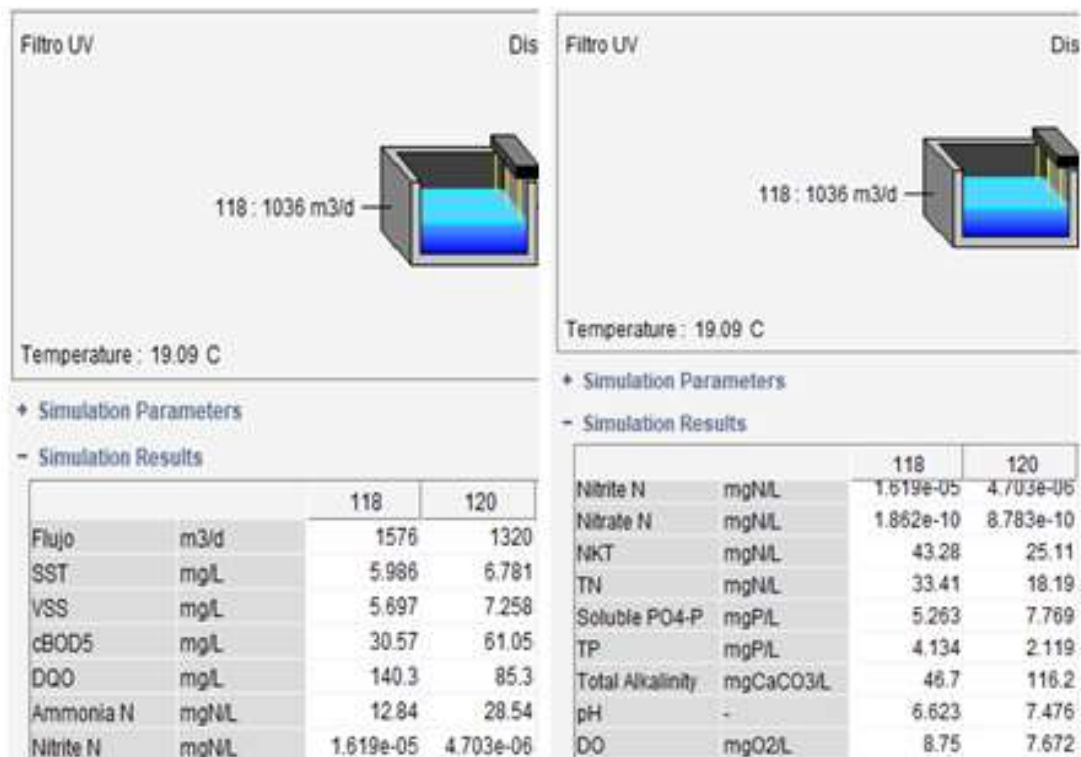 Filtro UV Dis
118 : 1036 m3/d
Temperature : 19.09 C
+ Simulation Parameters
- Simulation Results
118 120
Flujo m3/d 1576 1320
SST mg/L 5.986 6.781
VSS mg/L 5.697 7.258
cBOD5 mg/L 30.57 61.05
DQO mg/L 140.3 85.3
Ammonia N mgN/L 12.84 28.54
Nitrite N mgN/L 1.619e-05 4.703e-06
Filtro UV Dis
118 : 1036 m3/d
Temperature : 19.09 C
+ Simulation Parameters
- Simulation Results
118 120
Nitrite N mgN/L 1.619e-05 4.703e-06
Nitrate N mgN/L 1.862e-10 8.783e-10
NKT mgN/L 43.28 25.11
TN mgN/L 33.41 18.19
Soluble PO4-P mgP/L 5.263 7.769
TP mgP/L 4.134 2.119
Total Alkalinity mgCaCO3/L 46.7 116.2
pH - 6.623 7.476
DO mgO2/L 8.75 7.672